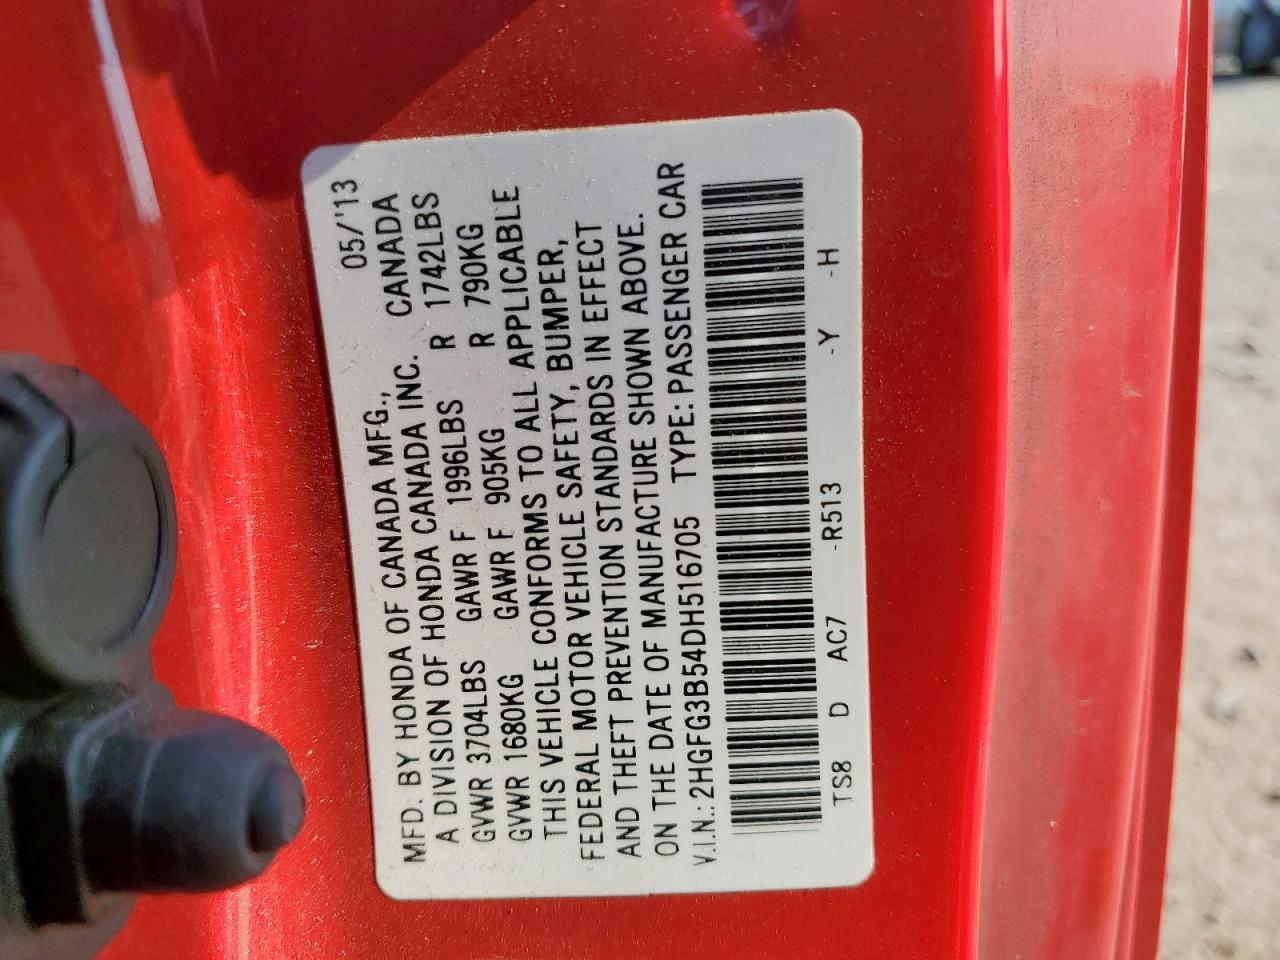 05/'13
MFD. BY HONDA OF CANADA MFG.,
A DIVISION OF HONDA CANADA INC. CANADA
GVWR 3704LBS GAWR F 1996LBS R 1742LBS
GVWR 1680KG GAWR F 905KG R 790KG
THIS VEHICLE CONFORMS TO ALL APPLICABLE
FEDERAL MOTOR VEHICLE SAFETY, BUMPER,
AND THEFT PREVENTION STANDARDS IN EFFECT
ON THE DATE OF MANUFACTURE SHOWN ABOVE.
V.I.N.: 2HGFG3B54DH516705 TYPE: PASSENGER CAR
TS8 D AC7 -R513 -Y -H